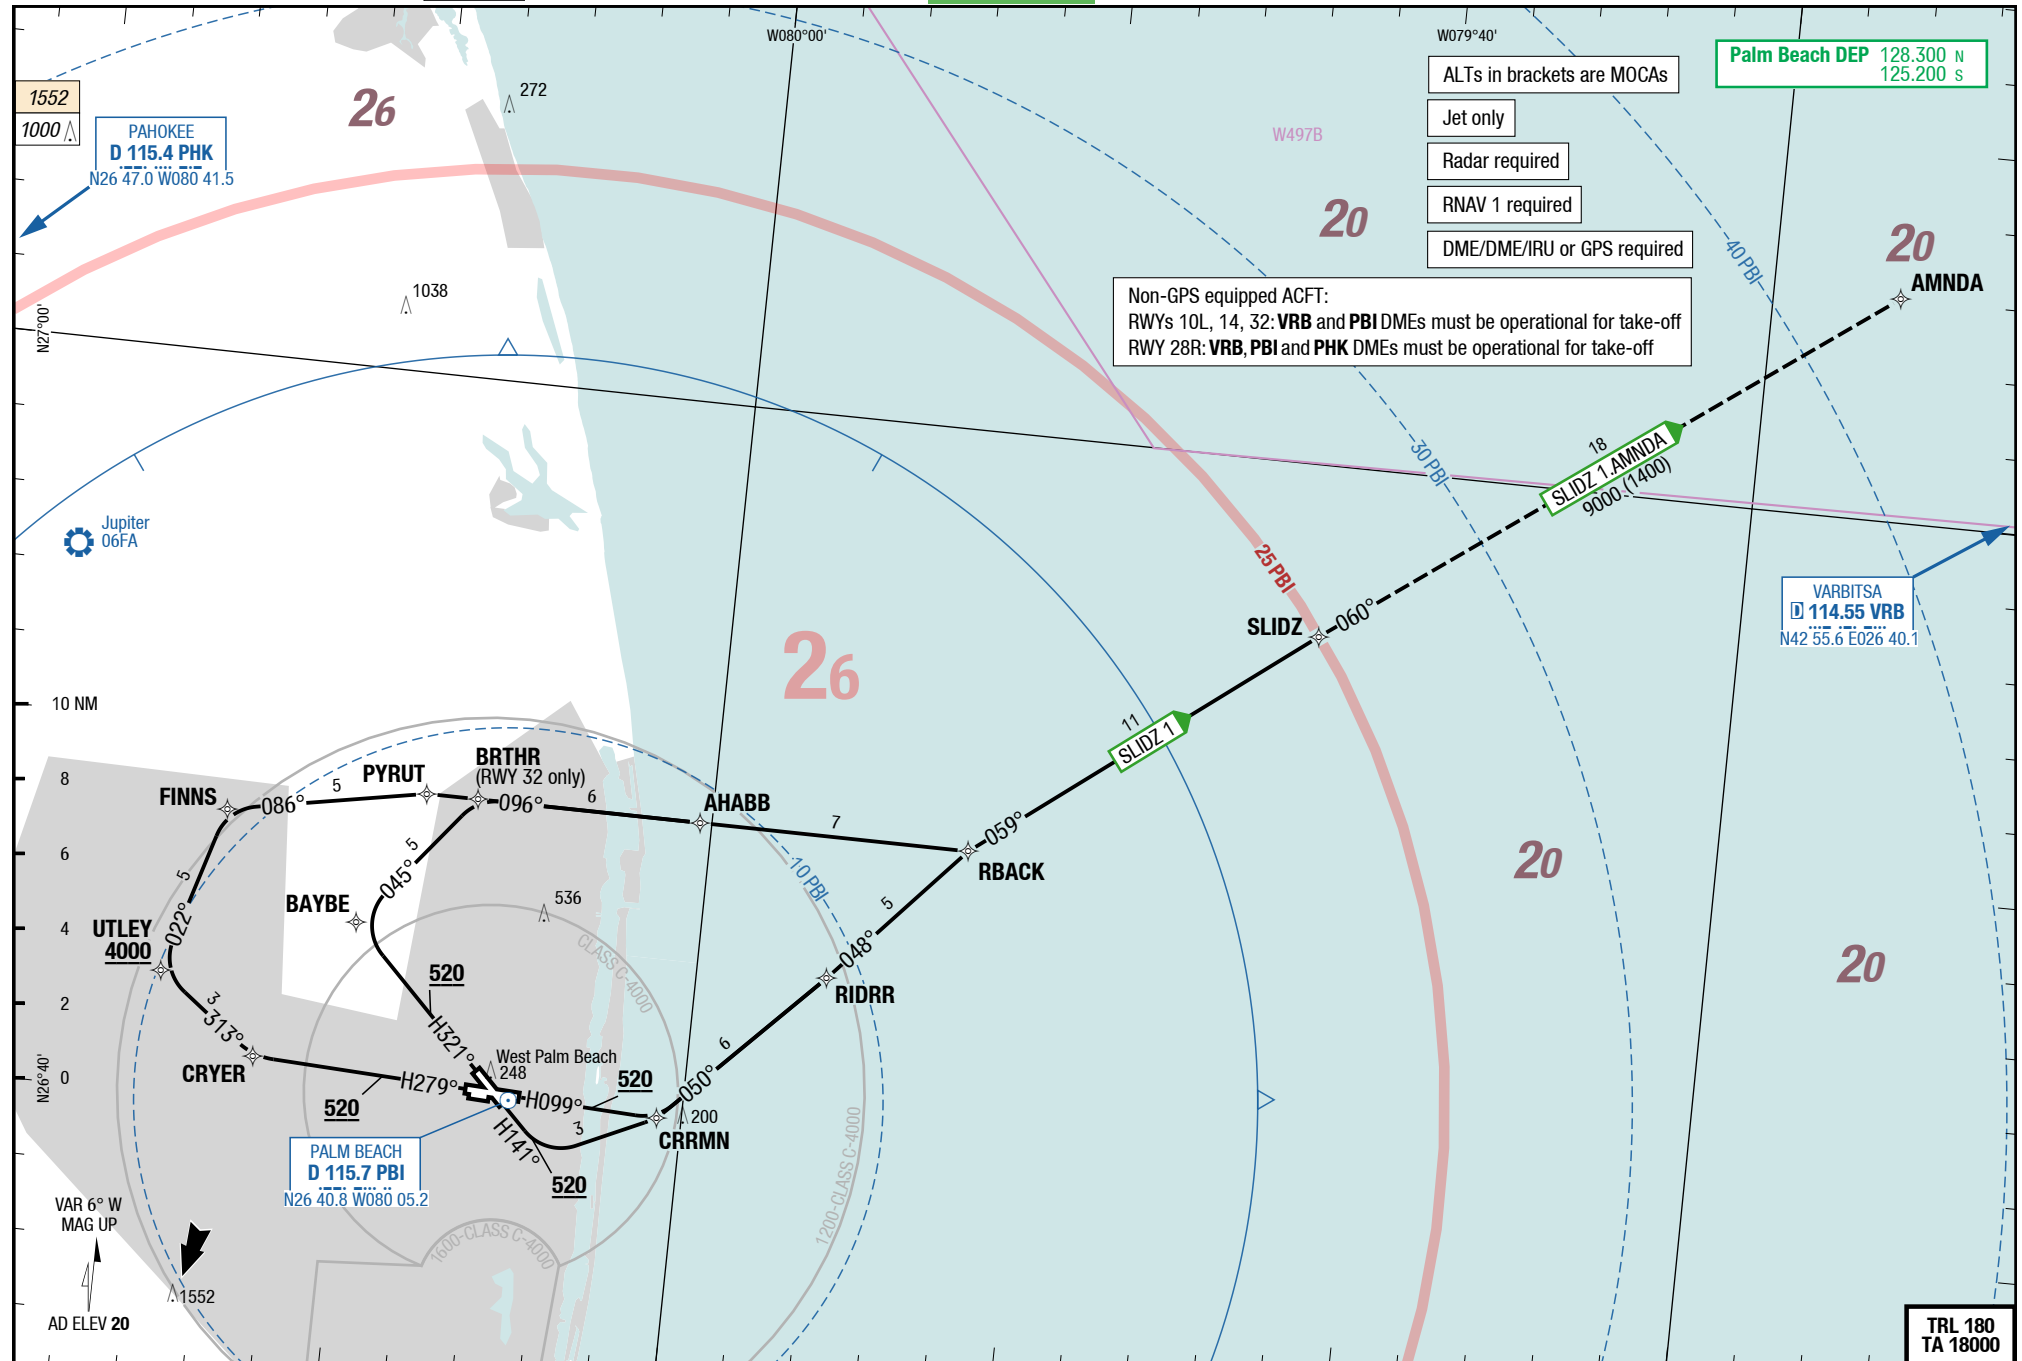 W080°00'
W079°40'
Palm Beach DEP 128.300 N
125.200 S
ALTs in brackets are MOCAs
Jet only
Radar required
RNAV 1 required
DME/DME/IRU or GPS required
Non-GPS equipped ACFT:
RWYs 10L, 14, 32: VRB and PBI DMEs must be operational for take-off
RWY 28R: VRB, PBI and PHK DMEs must be operational for take-off
1552
1000
PAHOKEE
D 115.4 PHK
N26 47.0 W080 41.5
26
272
W497B
20
20
40 PBI
AMNDA
1038
N27°00'
18
SLIDZ 1.AMNDA
9000 (1400)
30 PBI
Jupiter
06FA
25 PBI
VARBITSA
D 114.55 VRB
N42 55.6 E026 40.1
SLIDZ
060°
26
10 NM
8
6
4
2
0
11
SLIDZ 1
BRTHR
(RWY 32 only)
PYRUT
FINNS
086°
5
096°
6
AHABB
7
059°
RBACK
10 PBI
20
5
5
045°
BAYBE
536
5
UTLEY
4000
022°
CLASS C-4000
048°
RIDRR
20
520
3
313°
H321°
6
CRYER
N26°40'
West Palm Beach
248
H279°
520
H099°
520
050°
200
CRRMN
3
H141°
520
PALM BEACH
D 115.7 PBI
N26 40.8 W080 05.2
1200-CLASS C-4000
1600-CLASS C-4000
VAR 6° W
MAG UP
1552
AD ELEV 20
TRL 180
TA 18000